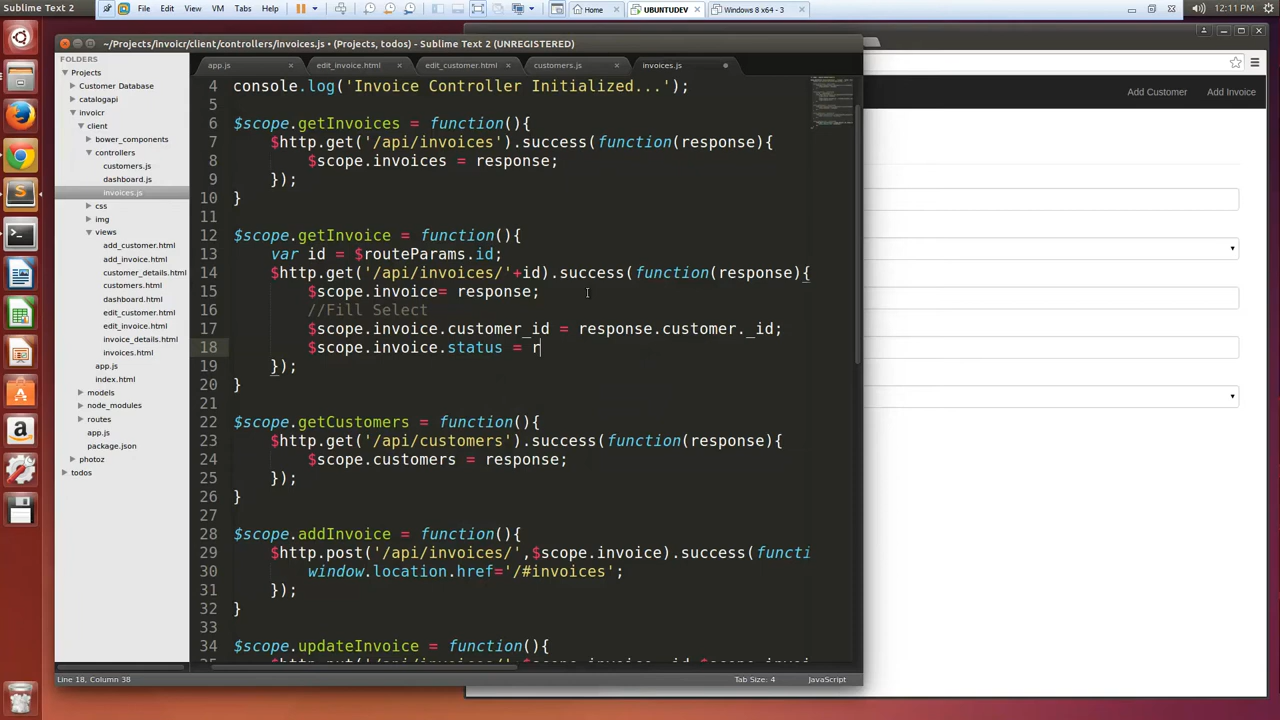 Sublime Text 2
File Edit View VM Tabs Help
Home
UBUNTUDEV
Windows 8 x64 - 3
12:11 PM
~/Projects/invoicr/client/controllers/invoices.js • (Projects, todos) - Sublime Text 2 (UNREGISTERED)
FOLDERS
Projects
Customer Database
catalogapi
invoicr
client
bower_components
controllers
customers.js
dashboard.js
invoices.js
css
img
views
add_customer.html
add_invoice.html
customer_details.html
customers.html
dashboard.html
edit_customer.html
edit_invoice.html
invoice_details.html
invoices.html
app.js
index.html
models
node_modules
routes
app.js
package.json
photoz
todos
app.js
edit_invoice.html
edit_customer.html
customers.js
invoices.js
4 console.log('Invoice Controller Initialized...');
5
6 $scope.getInvoices = function(){
7 $http.get('/api/invoices').success(function(response){
8 $scope.invoices = response;
9 });
10 }
11
12 $scope.getInvoice = function(){
13 var id = $routeParams.id;
14 $http.get('/api/invoices/'+id).success(function(response){
15 $scope.invoice= response;
16 //Fill Select
17 $scope.invoice.customer_id = response.customer._id;
18 $scope.invoice.status = r
19 });
20 }
21
22 $scope.getCustomers = function(){
23 $http.get('/api/customers').success(function(response){
24 $scope.customers = response;
25 });
26 }
27
28 $scope.addInvoice = function(){
29 $http.post('/api/invoices/',$scope.invoice).success(functi
30 window.location.href='/#invoices';
31 });
32 }
33
34 $scope.updateInvoice = function(){
Line 18, Column 38
Tab Size: 4
JavaScript
Add Customer
Add Invoice